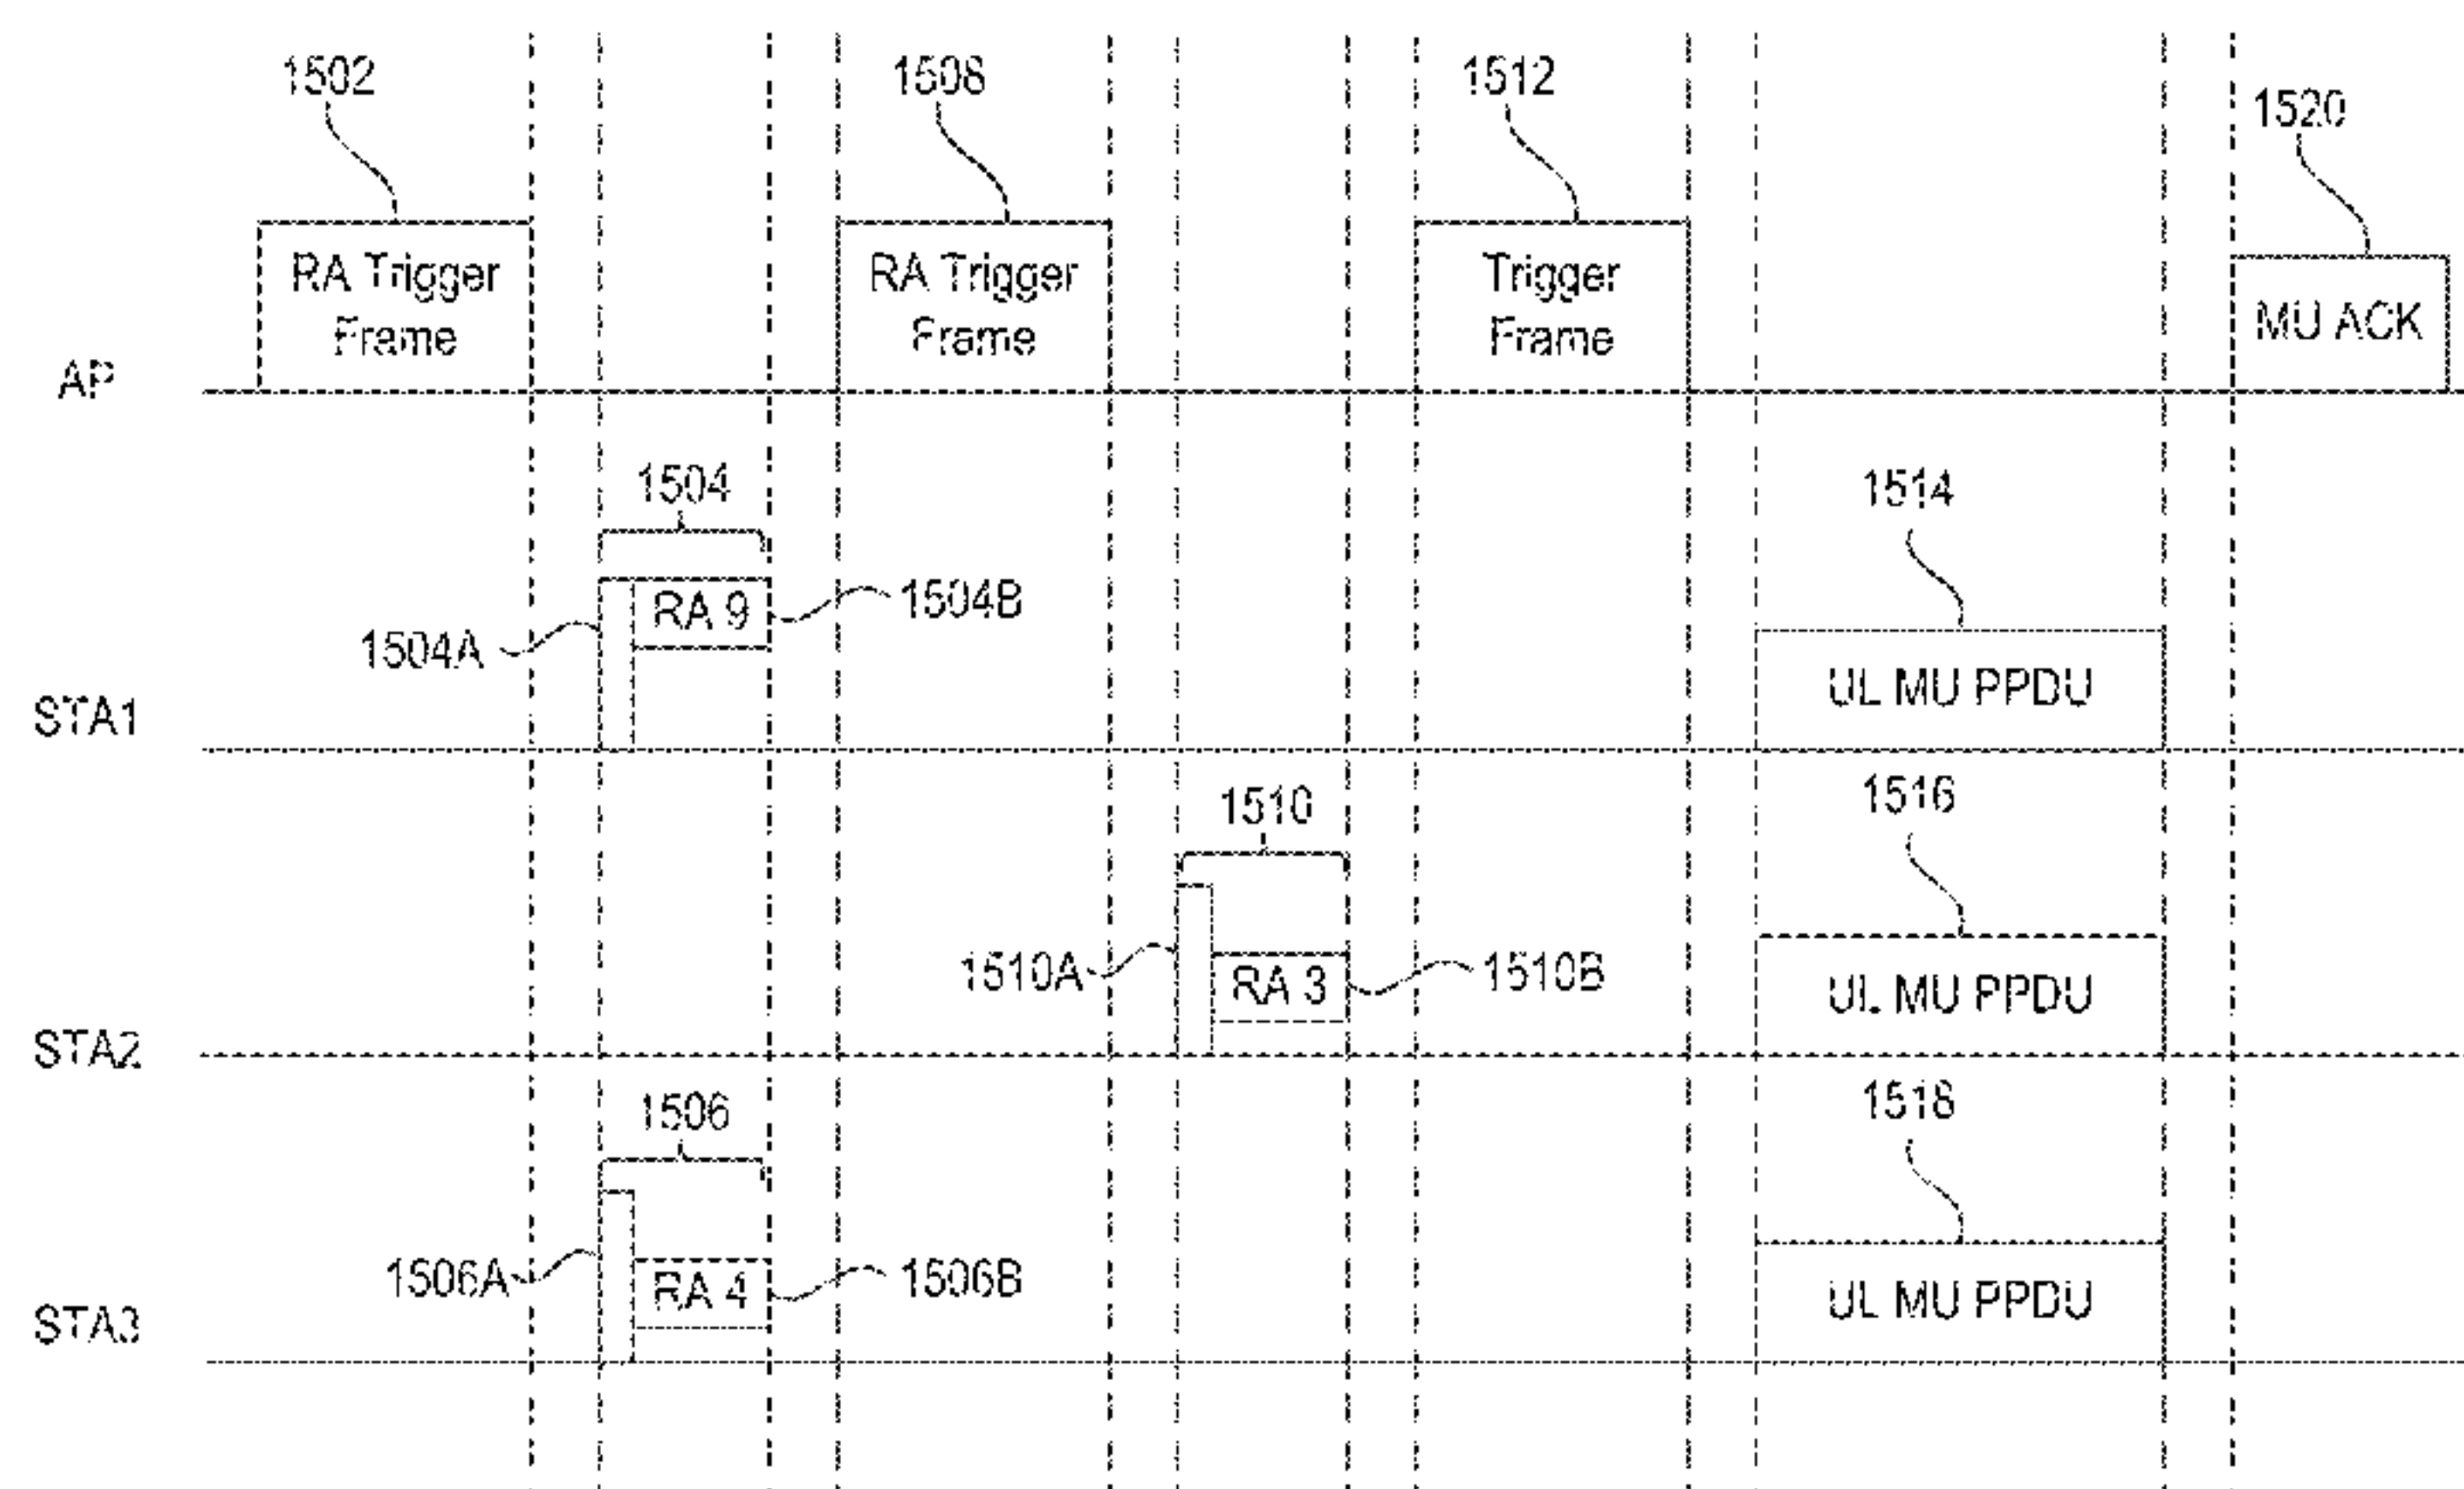 1502
1508
1512
1520
RA Trigger
Frame
RA Trigger
Frame
Trigger
Frame
MU ACK
AP
1504
1514
RA 9
1504B
1504A
UL MU PPDU
STA1
1510
1516
1510A
RA 3
1510B
UL MU PPDU
STA2
1506
1518
1506A
RA 4
1506B
UL MU PPDU
STA3